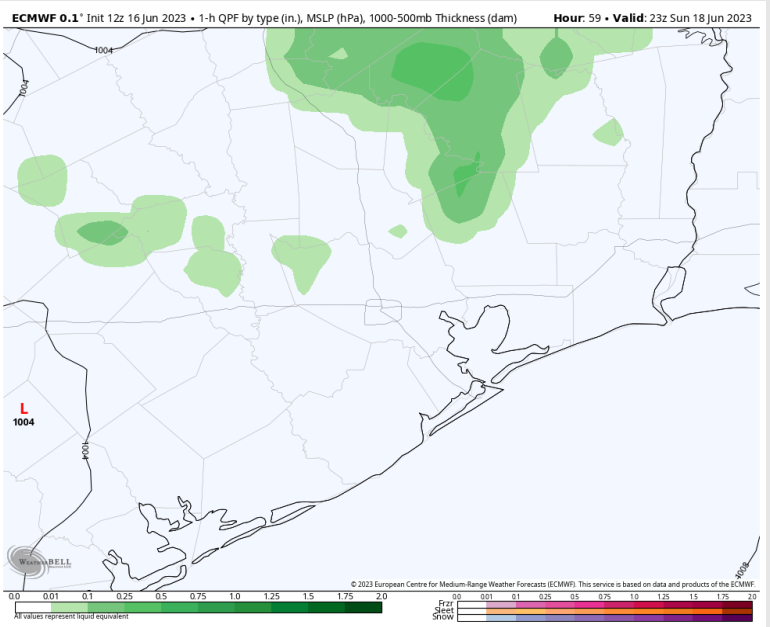 ECMWF 0.1° Init 12z 16 Jun 2023 • 1-h QPF by type (in.), MSLP (hPa), 1000-500mb Thickness (dam)
Hour: 59 • Valid: 23z Sun 18 Jun 2023
1004
1004
L
1004
1004
1008
WeatherBELL
© 2023 European Centre for Medium-Range Weather Forecasts (ECMWF). This service is based on data and products of the ECMWF.
0.0 0.01 0.1 0.25 0.5 0.75 1.0 1.25 1.5 1.75 2.0
All values represent liquid equivalent
0.0 0.01 0.1 0.25 0.5 0.75 1.0 1.25 1.5 1.75 2.0
Frzr
Sleet
Snow